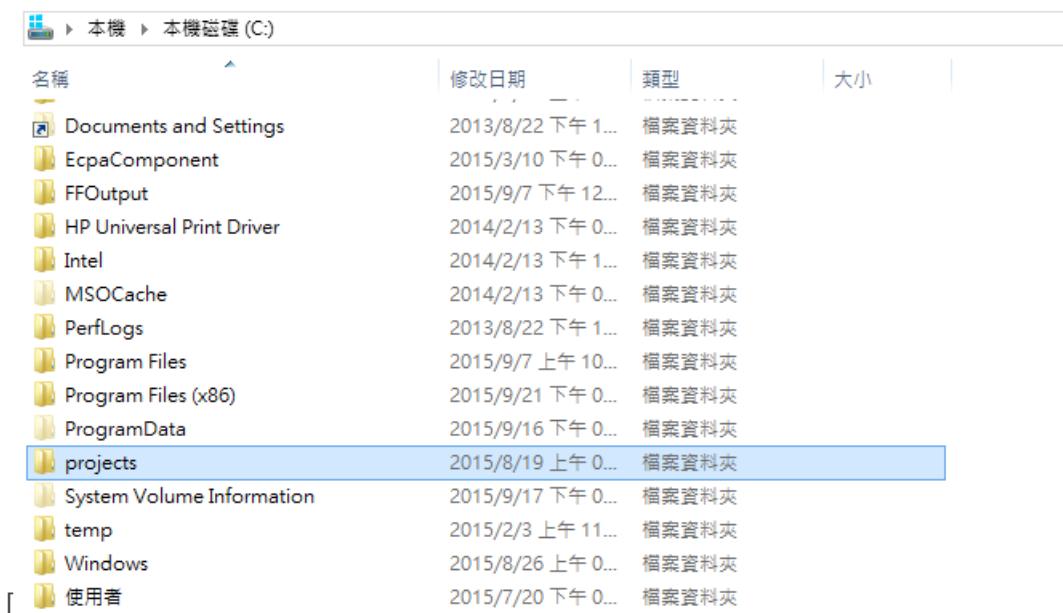 本機 本機磁碟 (C:)
名稱 修改日期 類型 大小
Documents and Settings 2013/8/22 下午 1... 檔案資料夾
EcpaComponent 2015/3/10 下午 0... 檔案資料夾
FFOutput 2015/9/7 下午 12... 檔案資料夾
HP Universal Print Driver 2014/2/13 下午 0... 檔案資料夾
Intel 2014/2/13 下午 1... 檔案資料夾
MSOCache 2014/2/13 下午 0... 檔案資料夾
PerfLogs 2013/8/22 下午 1... 檔案資料夾
Program Files 2015/9/7 上午 10... 檔案資料夾
Program Files (x86) 2015/9/21 下午 0... 檔案資料夾
ProgramData 2015/9/16 下午 0... 檔案資料夾
projects 2015/8/19 上午 0... 檔案資料夾
System Volume Information 2015/9/17 下午 0... 檔案資料夾
temp 2015/2/3 上午 11... 檔案資料夾
Windows 2015/8/26 上午 0... 檔案資料夾
[ 使用者 2015/7/20 下午 0... 檔案資料夾